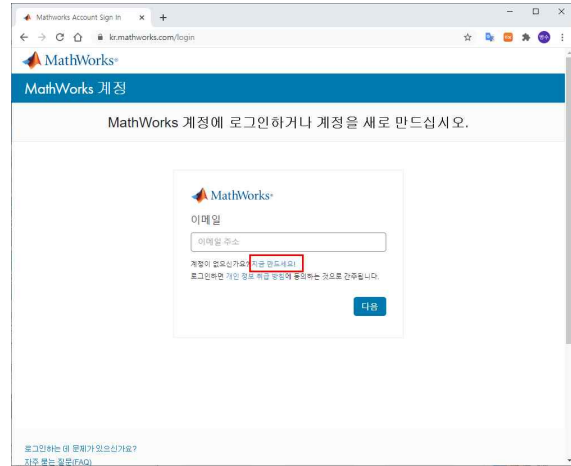 Mathworks Account Sign In
kr.mathworks.com/login
MathWorks®
MathWorks 계정
MathWorks 계정에 로그인하거나 계정을 새로 만드십시오.
MathWorks®
이메일
이메일 주소
계정이 없으신가요? 지금 만드세요!
로그인하면 개인 정보 취급 방침에 동의하는 것으로 간주됩니다.
다음
로그인하는 데 문제가 있으신가요?
자주 묻는 질문(FAQ)